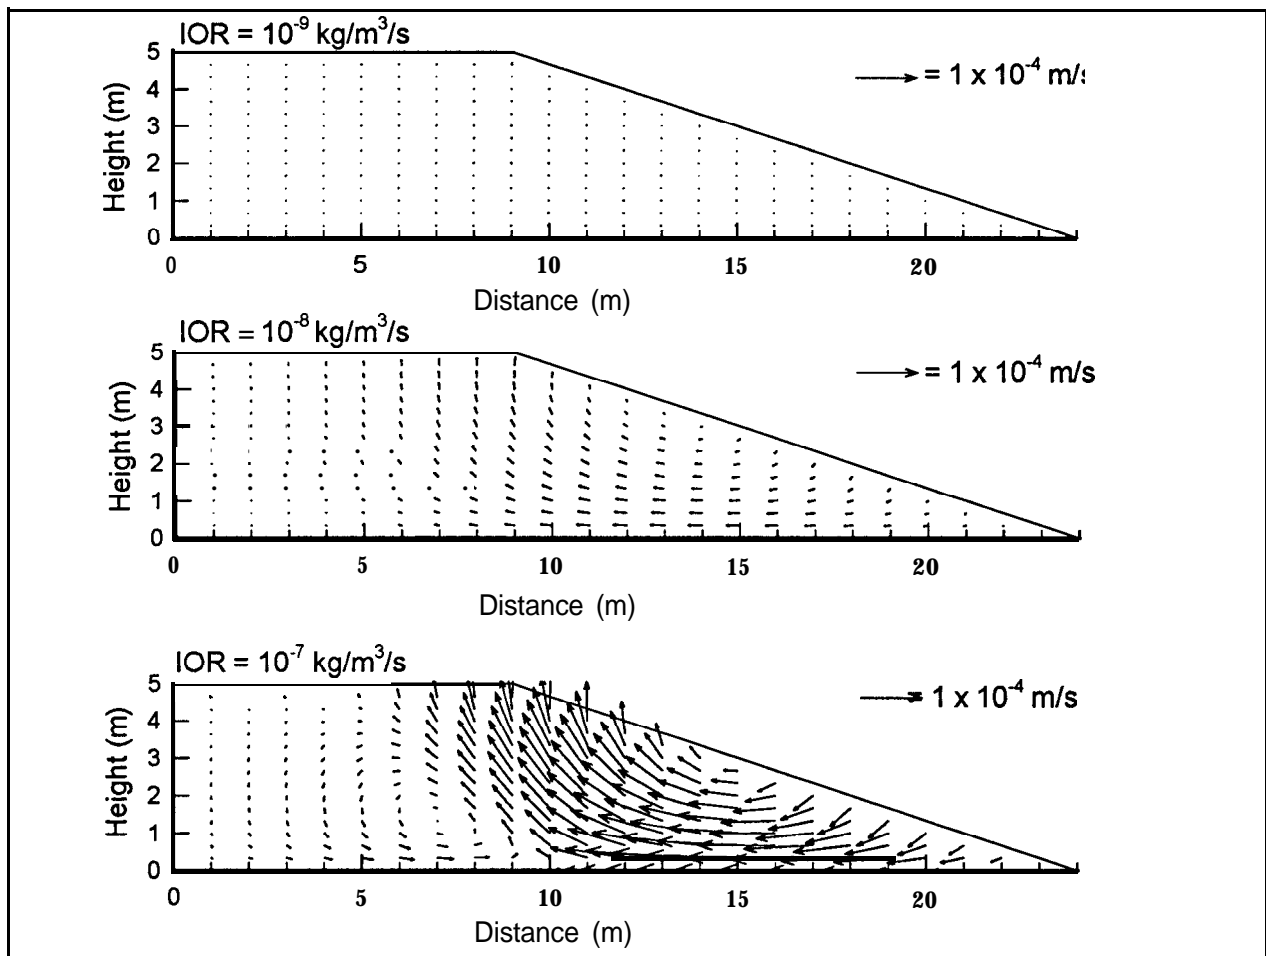 IOR = 10⁻⁹ kg/m³/s
= 1 x 10⁻⁴ m/s
Height (m)
5
4
3
2
1
0
0 5 10 15 20
Distance (m)
IOR = 10⁻⁸ kg/m³/s
= 1 x 10⁻⁴ m/s
Height (m)
5
4
3
2
1
0
0 5 10 15 20
Distance (m)
IOR = 10⁻⁷ kg/m³/s
= 1 x 10⁻⁴ m/s
Height (m)
5
4
3
2
1
0
0 5 10 15 20
Distance (m)